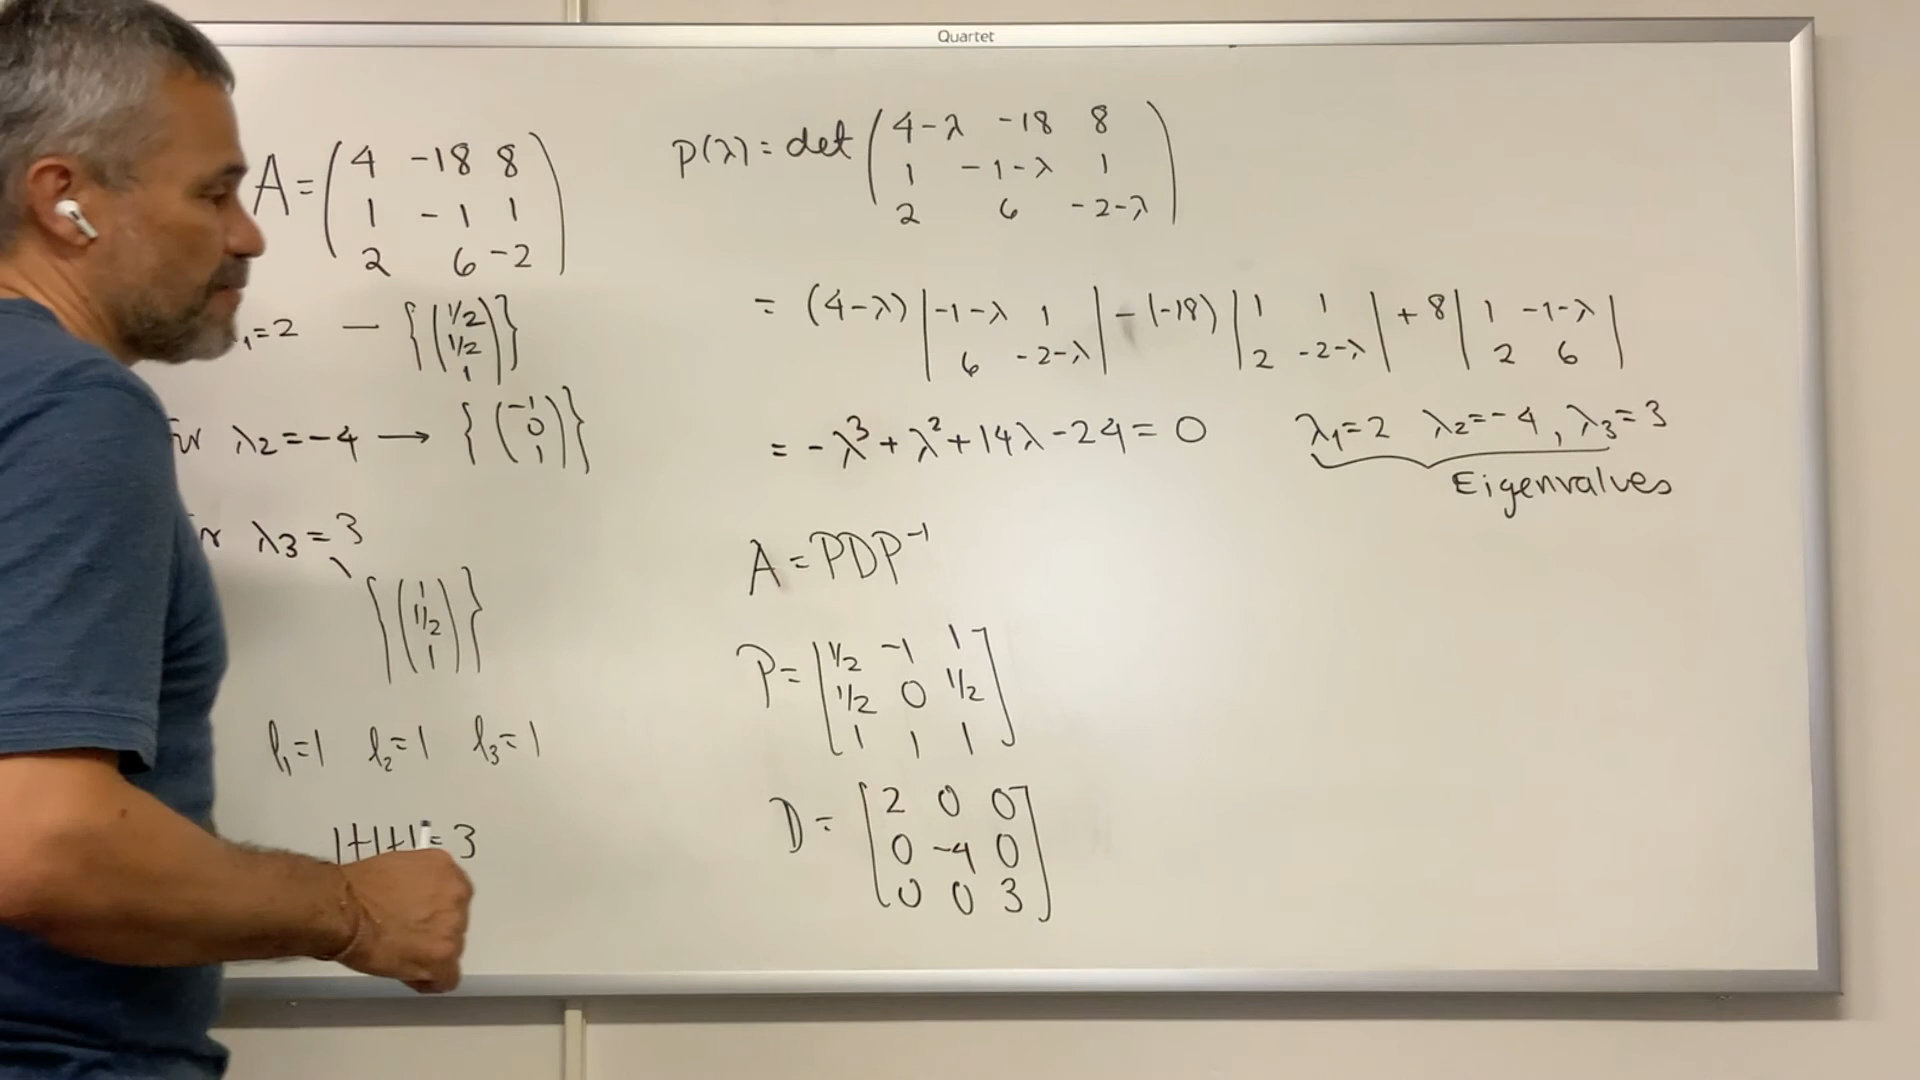 Quartet
A = ( 4 -18 8
1 -1 1
2 6 -2 )
₁=2 — { ( 1/2
1/2
1 ) }
λ2 = -4 → { ( -1
0
1 ) }
λ3 = 3
{ ( 1
1/2
1 ) }
l₁=1 l₂=1 l₃=1
1+1+1=3
p(λ) = det ( 4-λ -18 8
1 -1-λ 1
2 6 -2-λ )
= (4-λ) | -1-λ 1 | - (-18) | 1 1 | + 8 | 1 -1-λ |
6 -2-λ 2 -2-λ 2 6
= -λ³ + λ² + 14λ - 24 = 0 λ₁=2 λ₂=-4, λ₃=3
Eigenvalues
A = PDP⁻¹
P = [ 1/2 -1 1
1/2 0 1/2
1 1 1 ]
D = [ 2 0 0
0 -4 0
0 0 3 ]